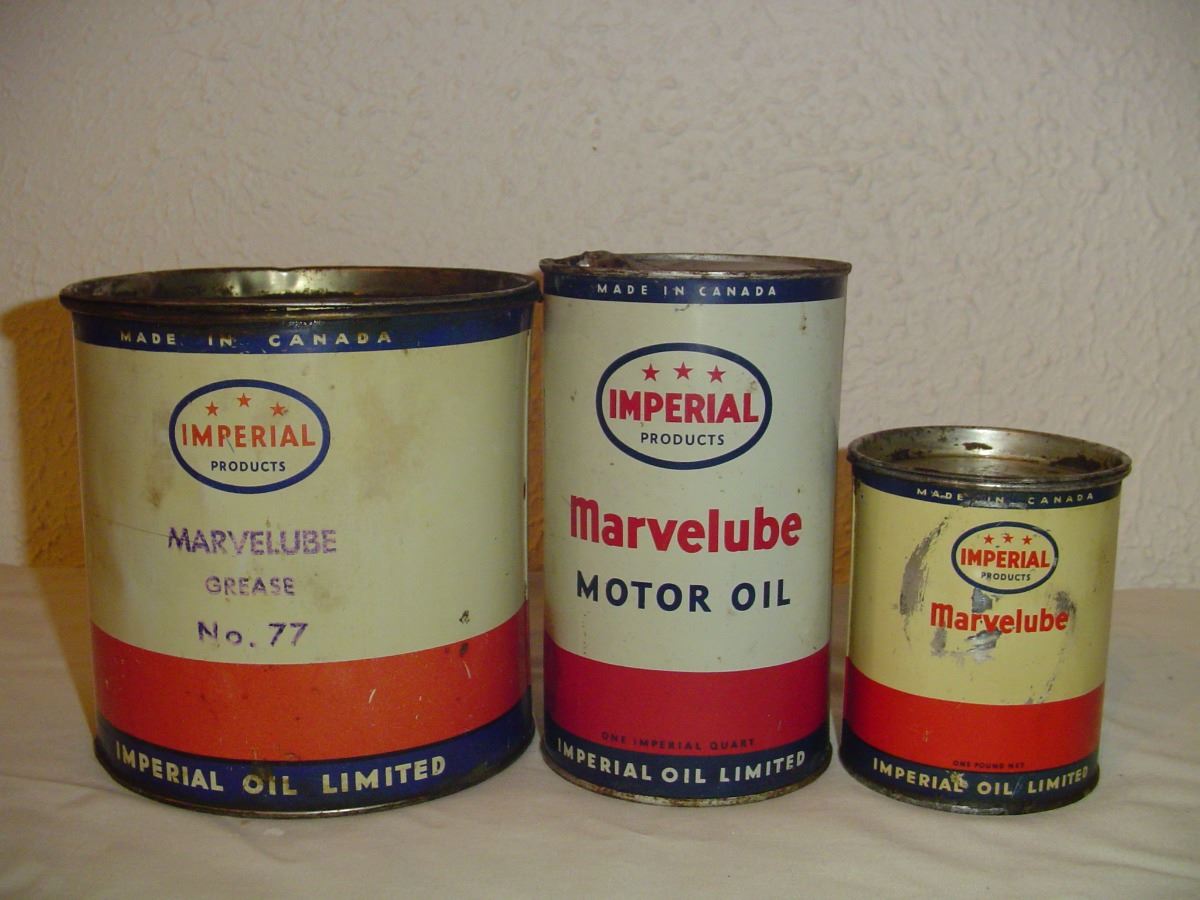 MADE IN CANADA
IMPERIAL
PRODUCTS
MARVELUBE
GREASE
No. 77
IMPERIAL OIL LIMITED
MADE IN CANADA
IMPERIAL
PRODUCTS
Marvelube
MOTOR OIL
ONE IMPERIAL QUART
IMPERIAL OIL LIMITED
MADE IN CANADA
IMPERIAL
PRODUCTS
Marvelube
ONE POUND NET
IMPERIAL OIL LIMITED